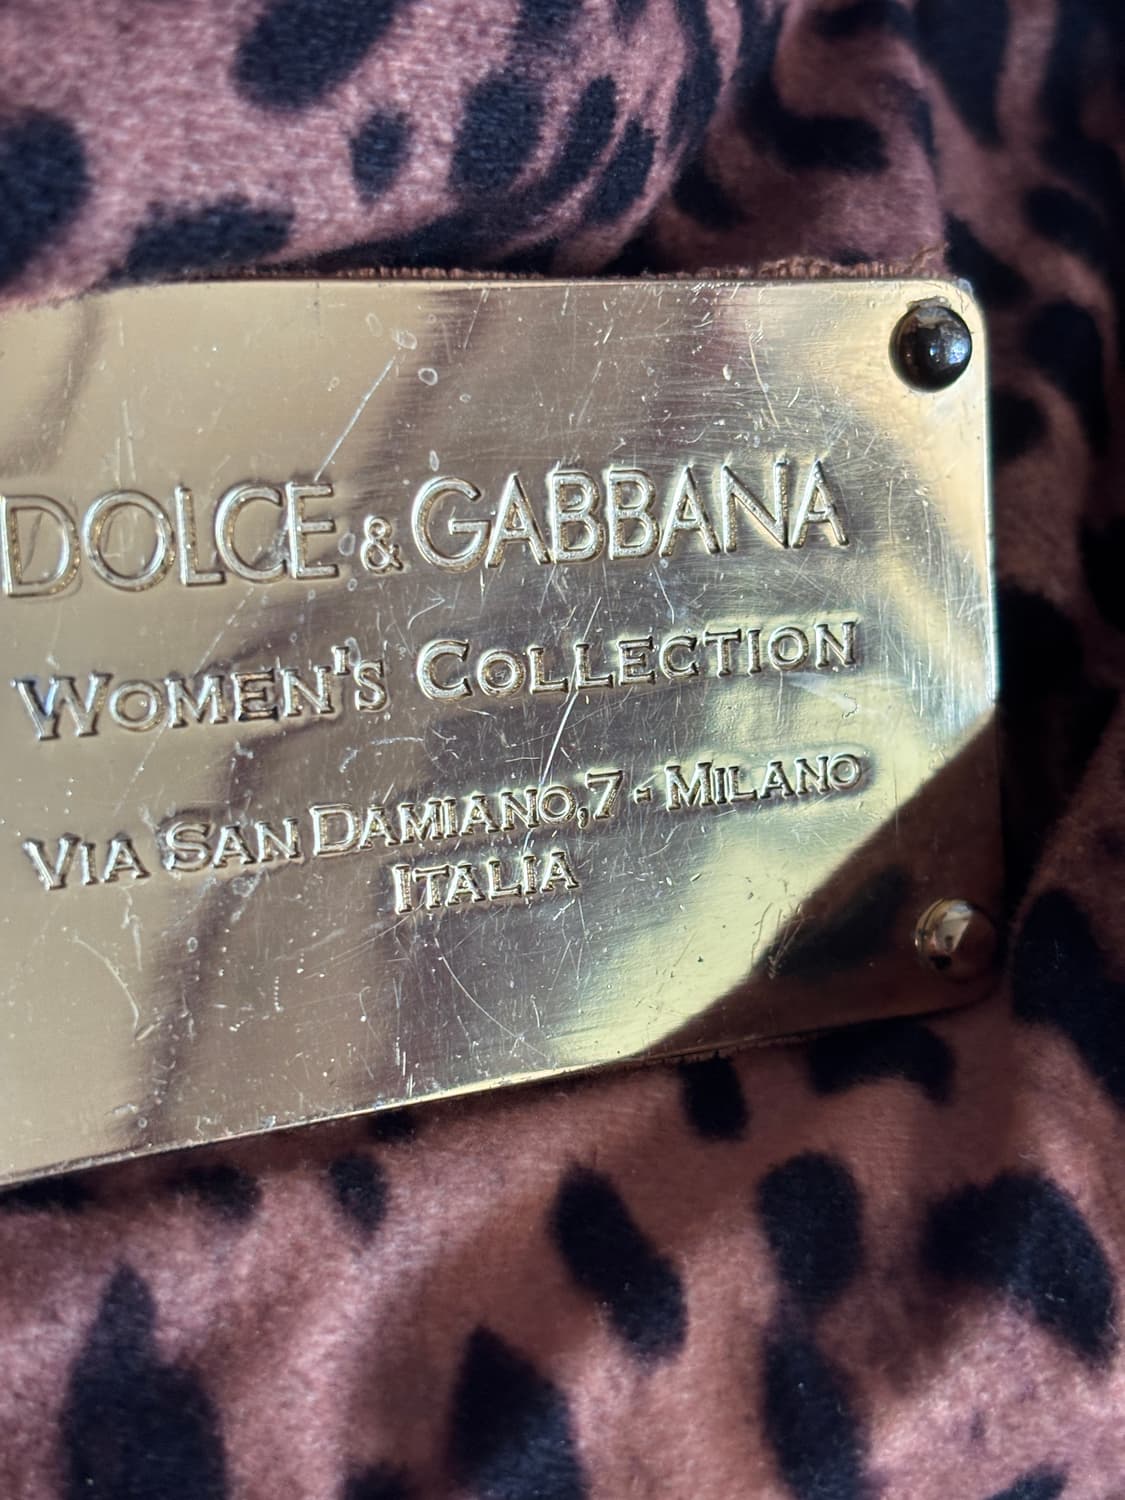 DOLCE & GABBANA
WOMEN'S COLLECTION
VIA SAN DAMIANO,7 - MILANO
ITALIA